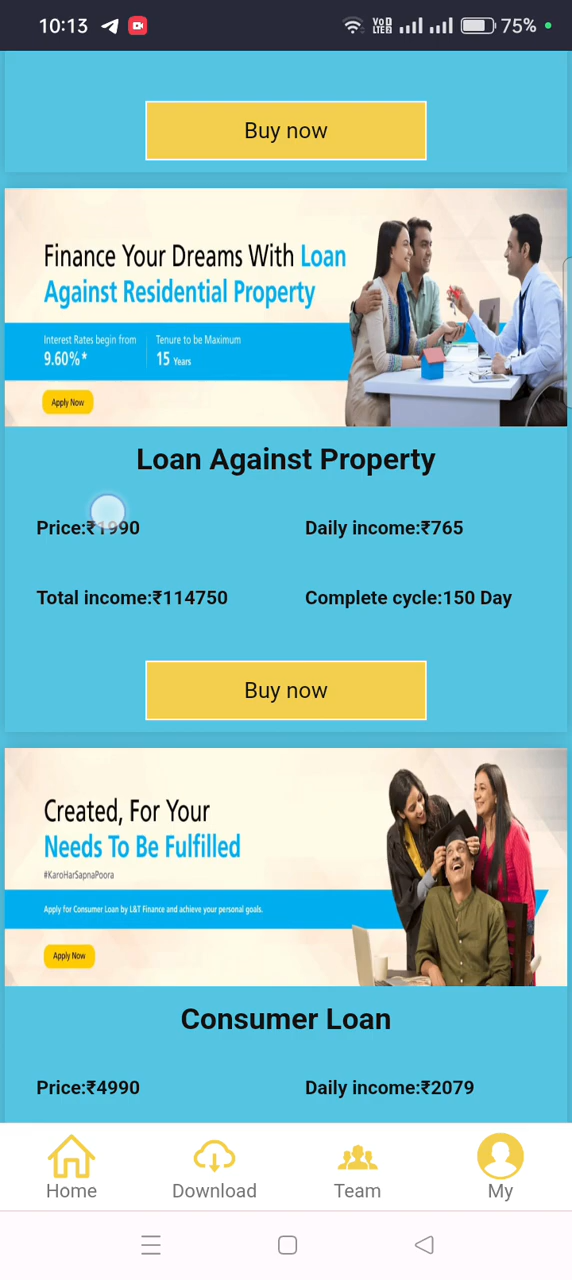 10:13
VoD
LTE2
75%
Buy now
Finance Your Dreams With Loan
Against Residential Property
Interest Rates begin from
9.60%*
Tenure to be Maximum
15 Years
Apply Now
Loan Against Property
Price:₹1990
Daily income:₹765
Total income:₹114750
Complete cycle:150 Day
Buy now
Created, For Your
Needs To Be Fulfilled
#KaroHarSapnaPoora
Apply for Consumer Loan by L&T Finance and achieve your personal goals.
Apply Now
Consumer Loan
Price:₹4990
Daily income:₹2079
Home
Download
Team
My